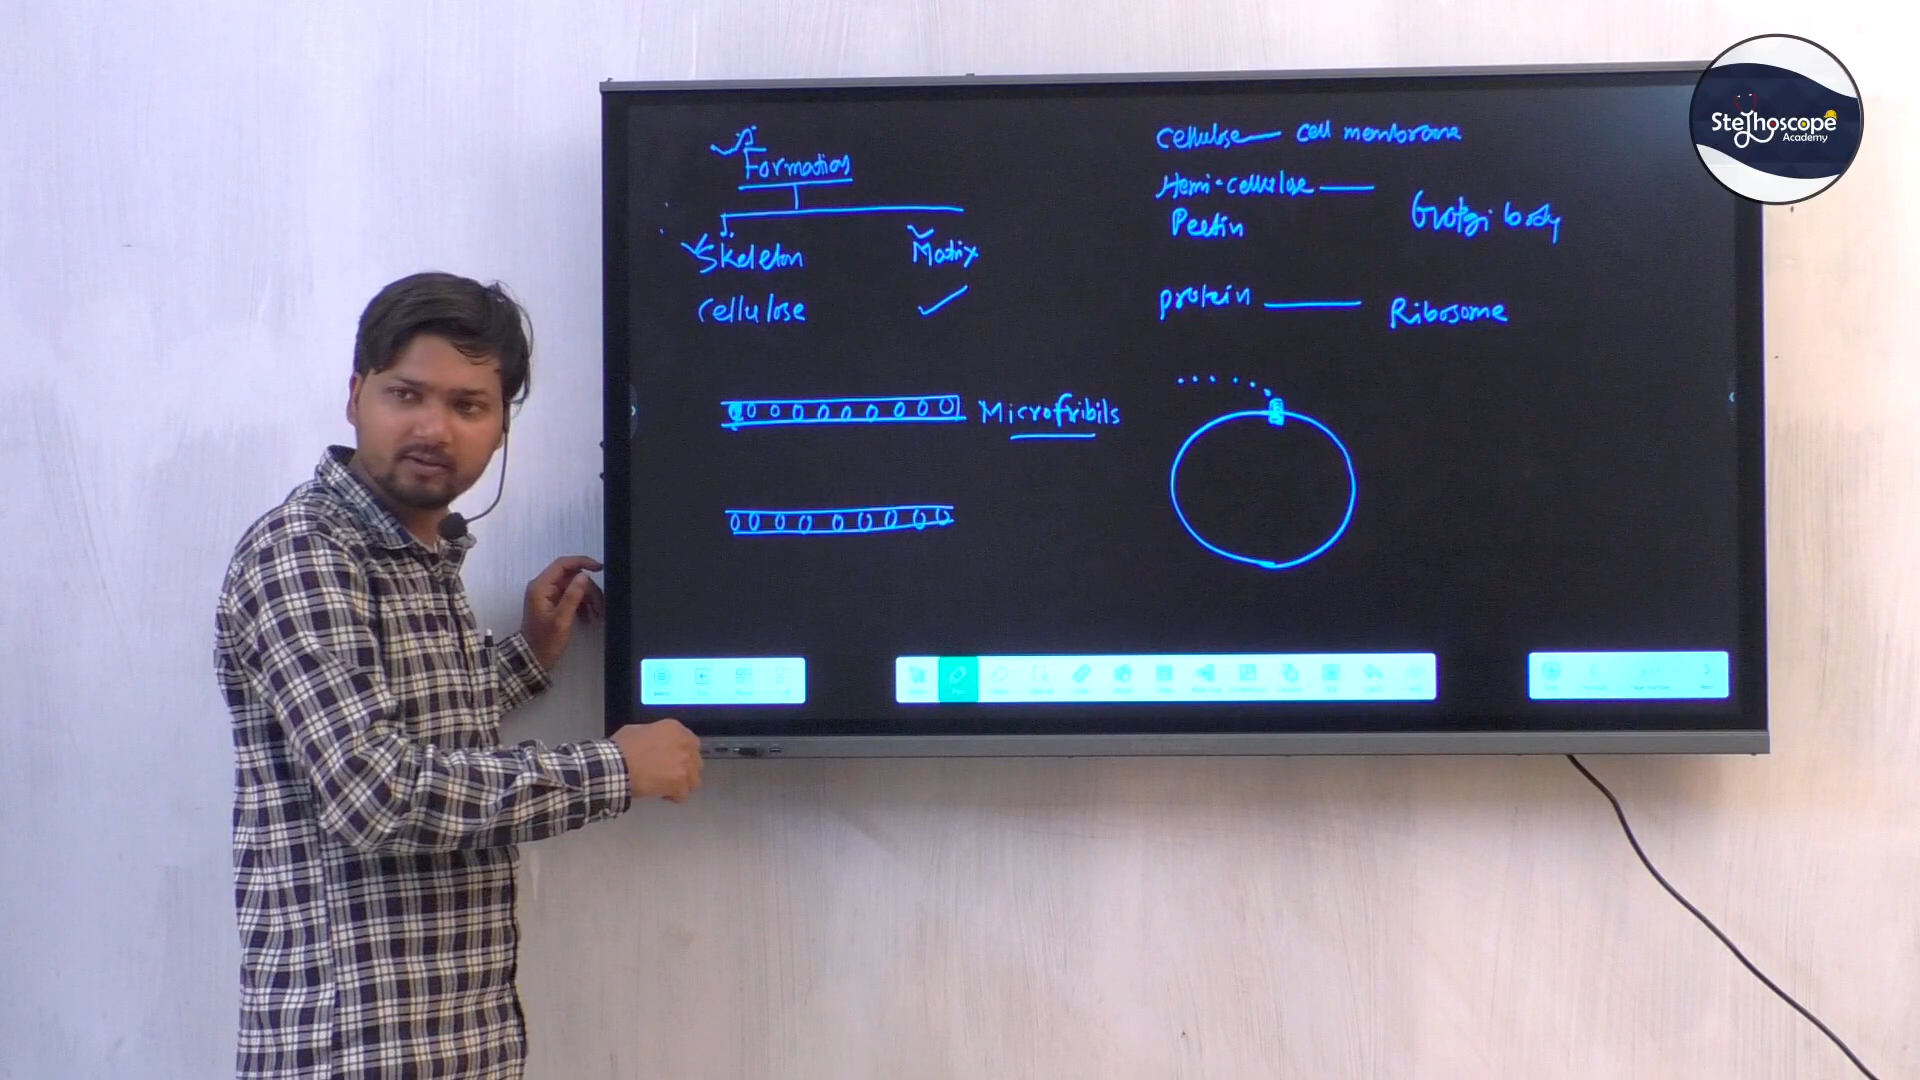 Formation
Skeleton
Matrix
Cellulose
Microfribils
Cellulose — Cell membrane
Hemi-cellulose —
Pectin
Golgi body
protein — Ribosome
Stethoscope
Academy